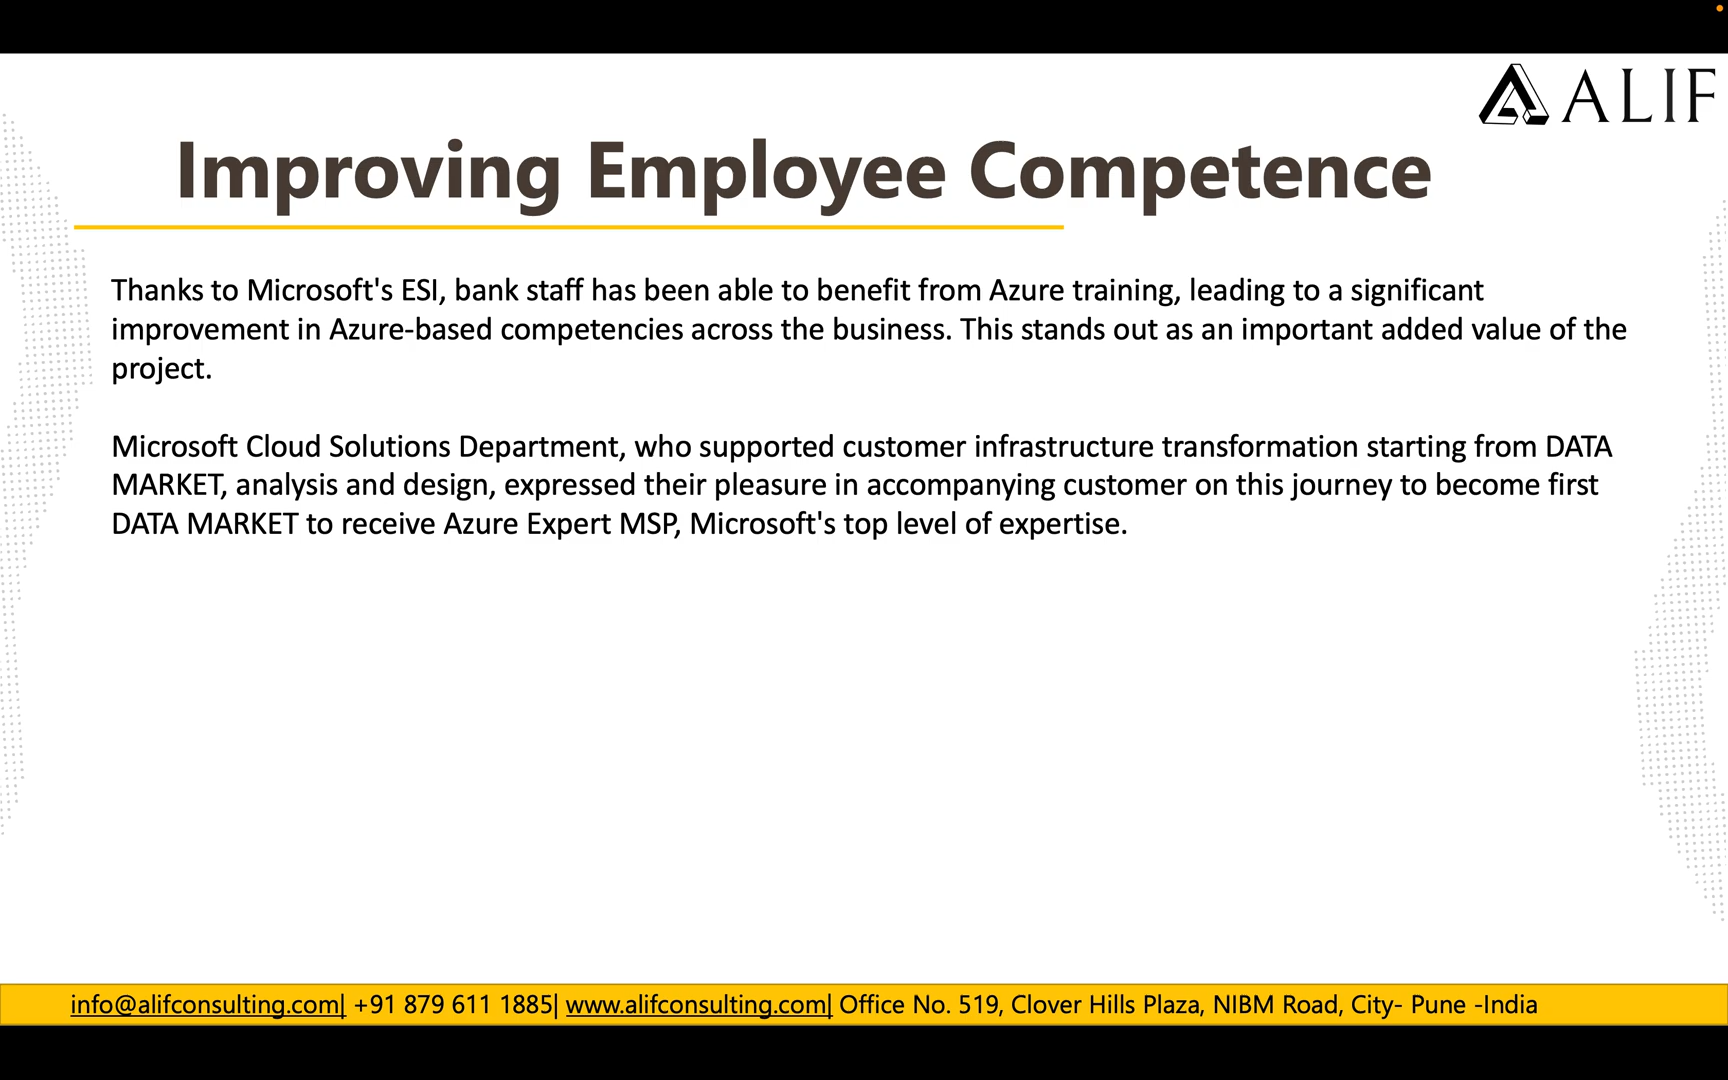 ALIF
Improving Employee Competence
Thanks to Microsoft's ESI, bank staff has been able to benefit from Azure training, leading to a significant
improvement in Azure-based competencies across the business. This stands out as an important added value of the
project.
Microsoft Cloud Solutions Department, who supported customer infrastructure transformation starting from DATA
MARKET, analysis and design, expressed their pleasure in accompanying customer on this journey to become first
DATA MARKET to receive Azure Expert MSP, Microsoft's top level of expertise.
info@alifconsulting.com| +91 879 611 1885| www.alifconsulting.com| Office No. 519, Clover Hills Plaza, NIBM Road, City- Pune -India